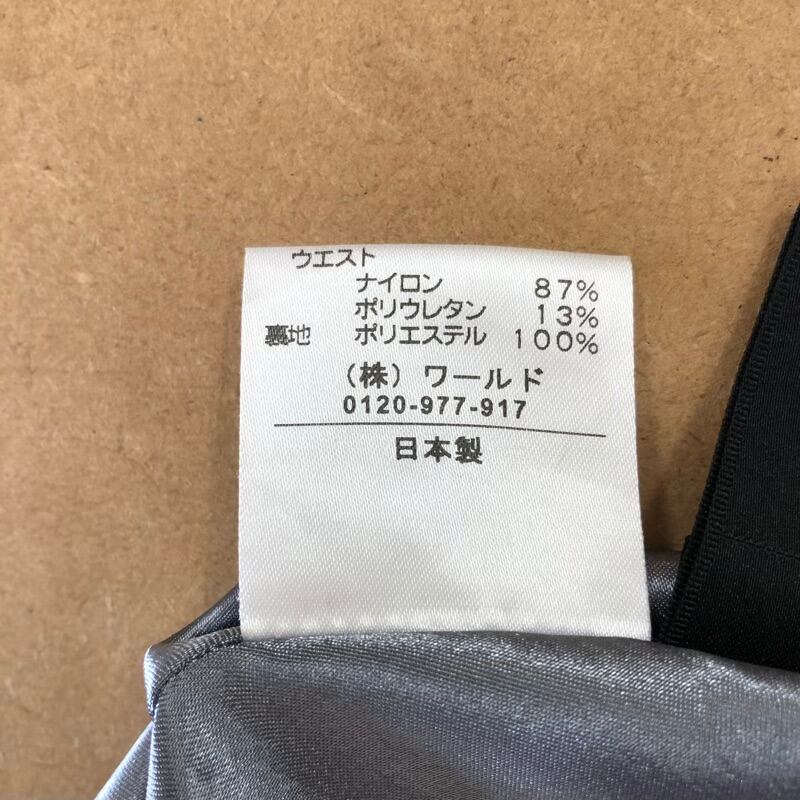 ウエスト
ナイロン 87%
ポリウレタン 13%
裏地 ポリエステル 100%
(株) ワールド
0120-977-917
日本製